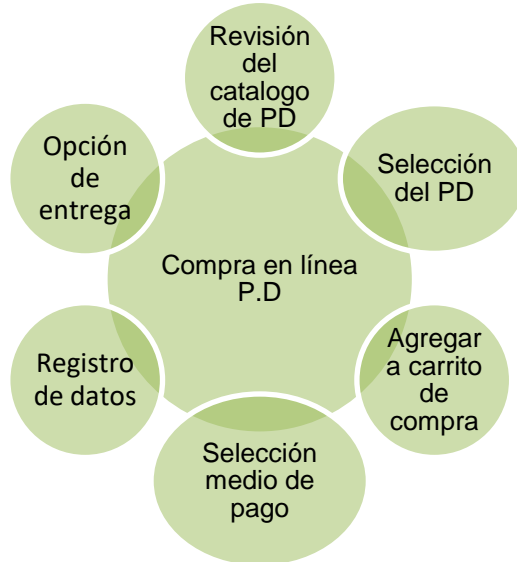 Revisión
del
catalogo
de PD
Selección
del PD
Agregar
a carrito
de
compra
Selección
medio de
pago
Registro
de datos
Opción
de
entrega
Compra en línea
P.D